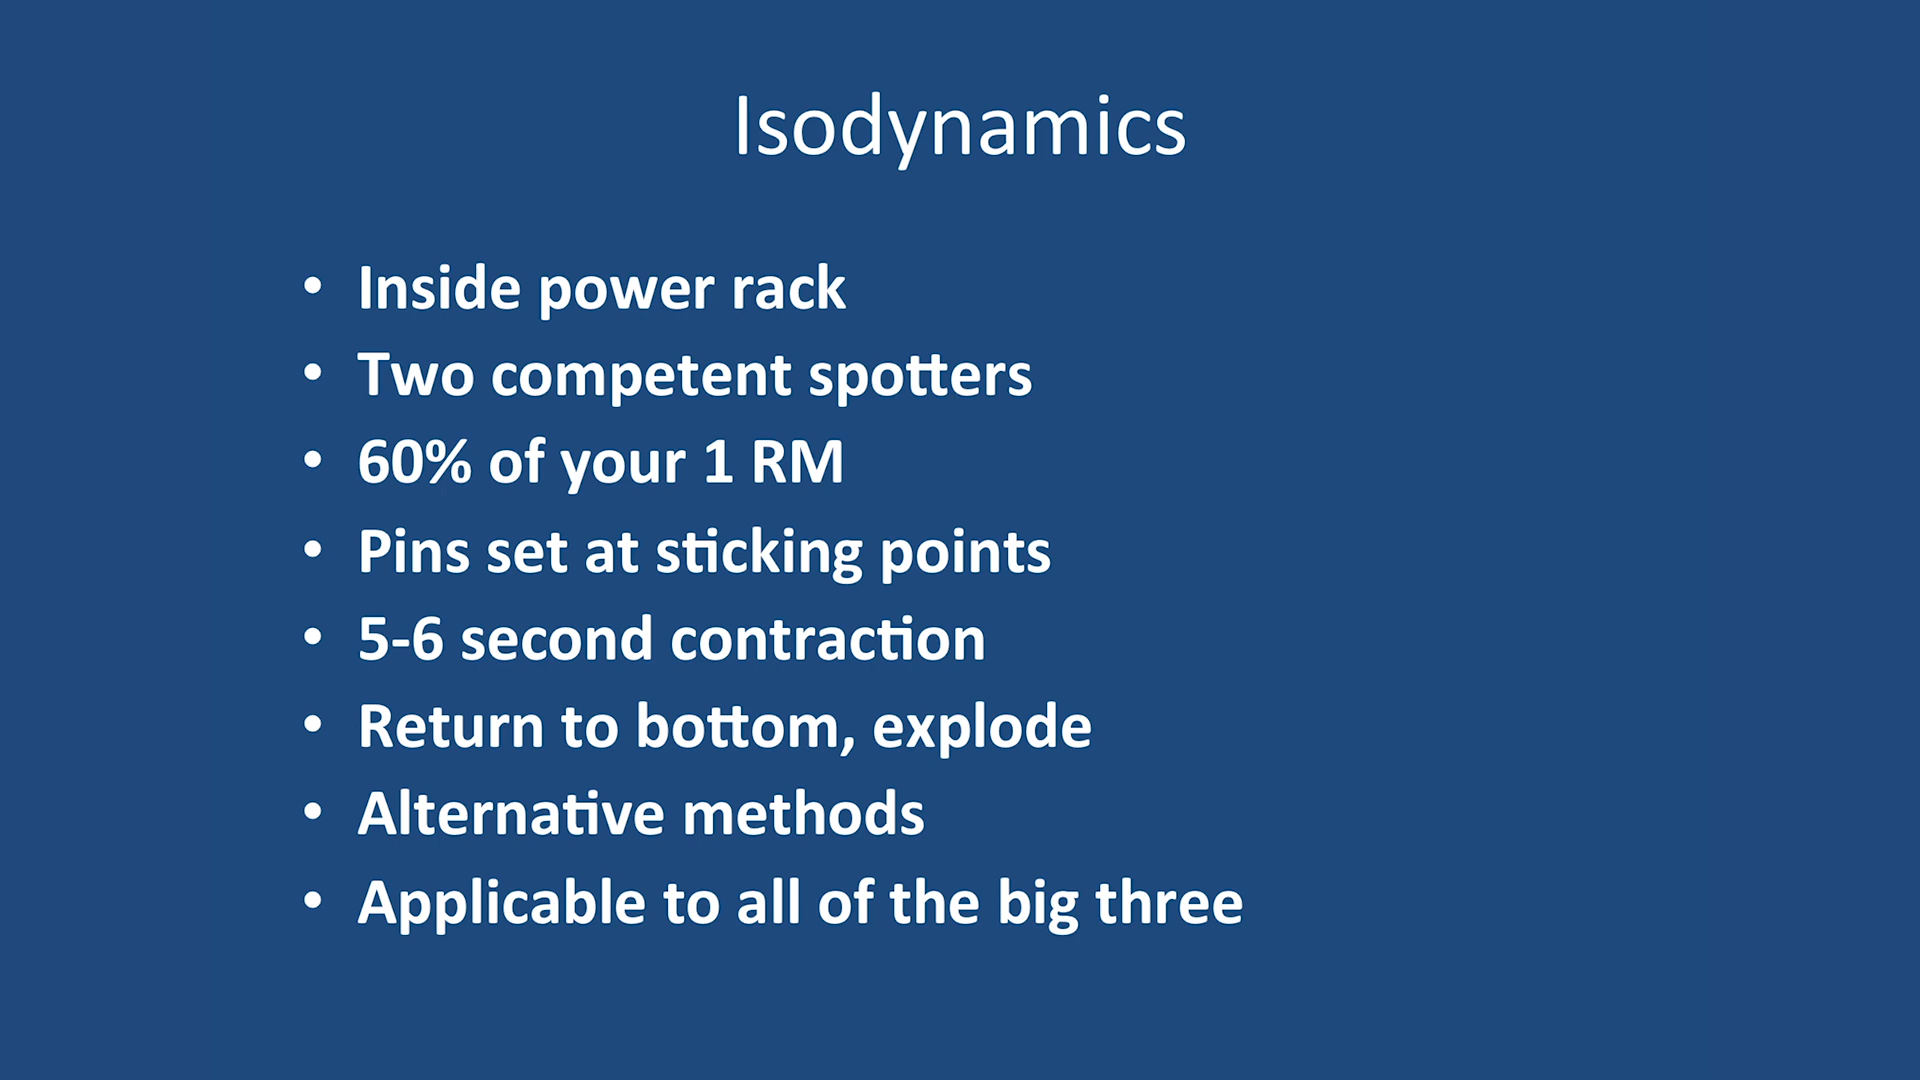 Isodynamics
• Inside power rack
• Two competent spotters
• 60% of your 1 RM
• Pins set at sticking points
• 5-6 second contraction
• Return to bottom, explode
• Alternative methods
• Applicable to all of the big three